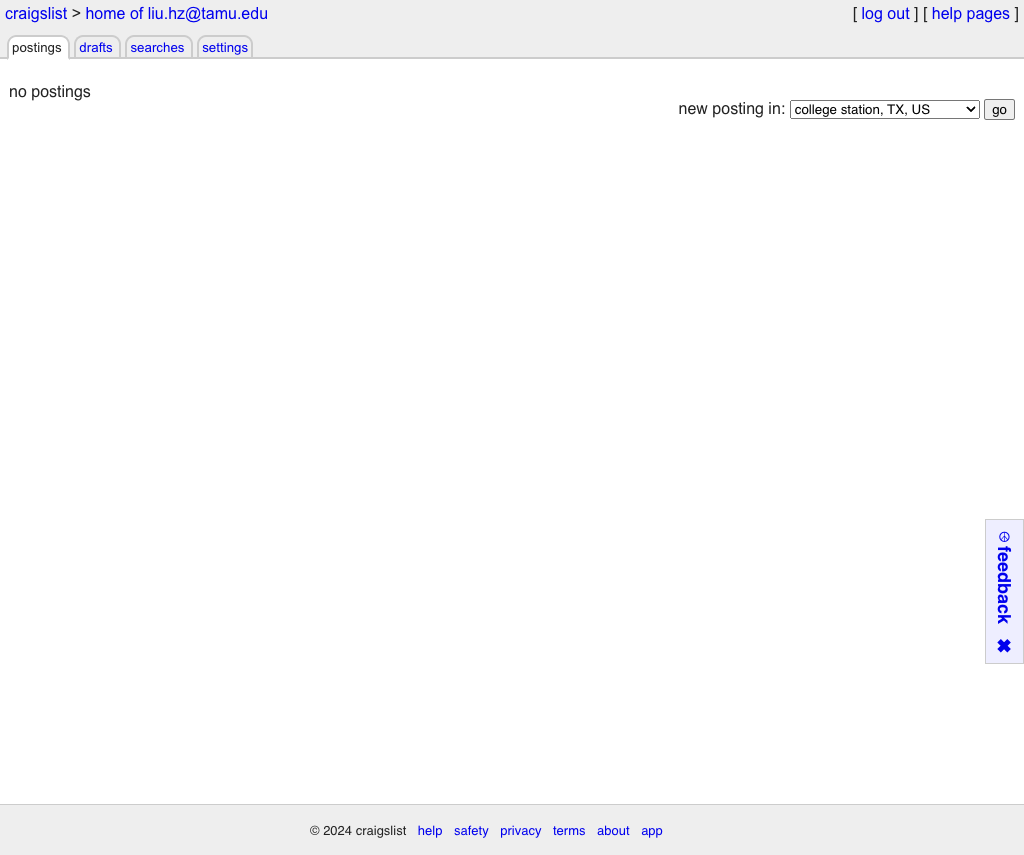 craigslist > home of liu.hz@tamu.edu [ log out ] [ help pages ]
postings drafts searches settings
no postings
new posting in: college station, TX, US go
☮ feedback ✖
© 2024 craigslist help safety privacy terms about app